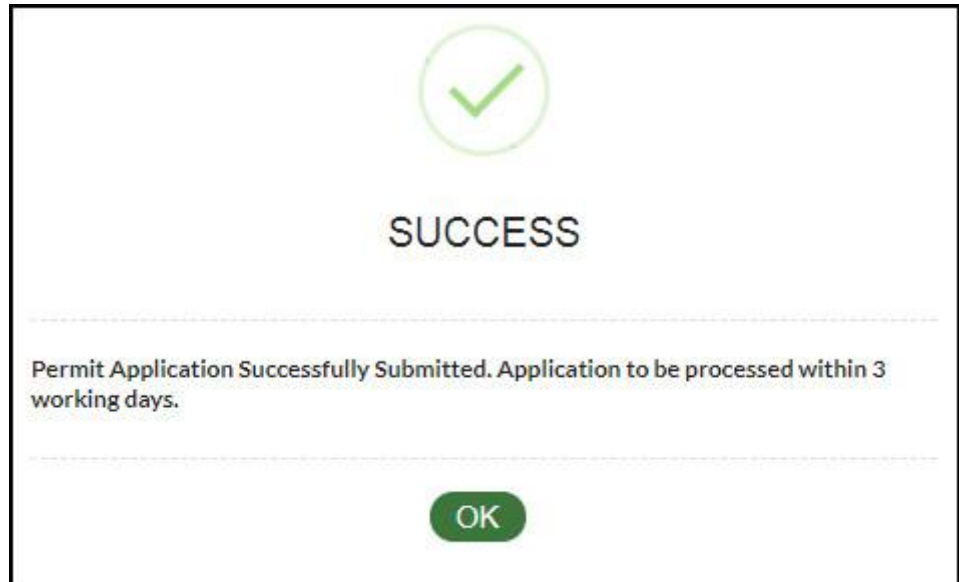 SUCCESS
Permit Application Successfully Submitted. Application to be processed within 3
working days.
OK